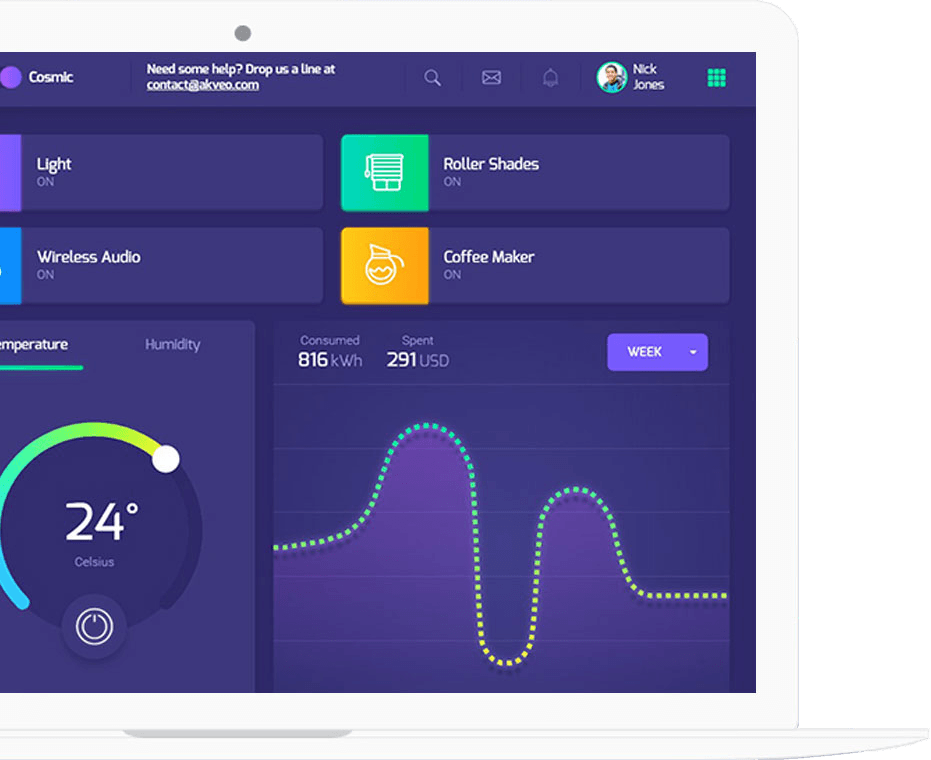 Cosmic
Need some help? Drop us a line at
contact@akveo.com
Nick
Jones
Light
ON
Roller Shades
ON
Wireless Audio
ON
Coffee Maker
ON
emperature
Humidity
Consumed
816 kWh
Spent
291 USD
WEEK
24°
Celsius